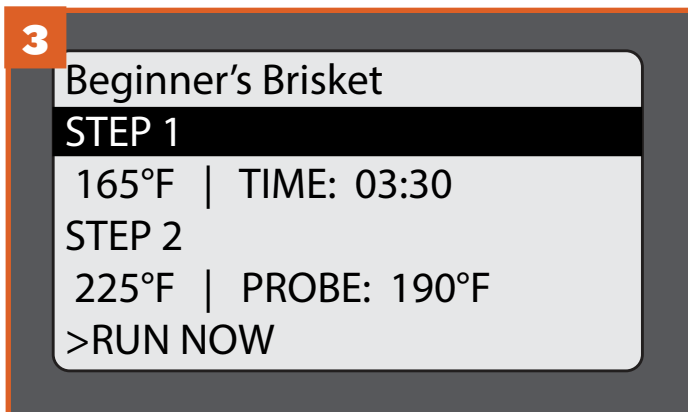 3
Beginner's Brisket
STEP 1
165°F | TIME: 03:30
STEP 2
225°F | PROBE: 190°F
>RUN NOW